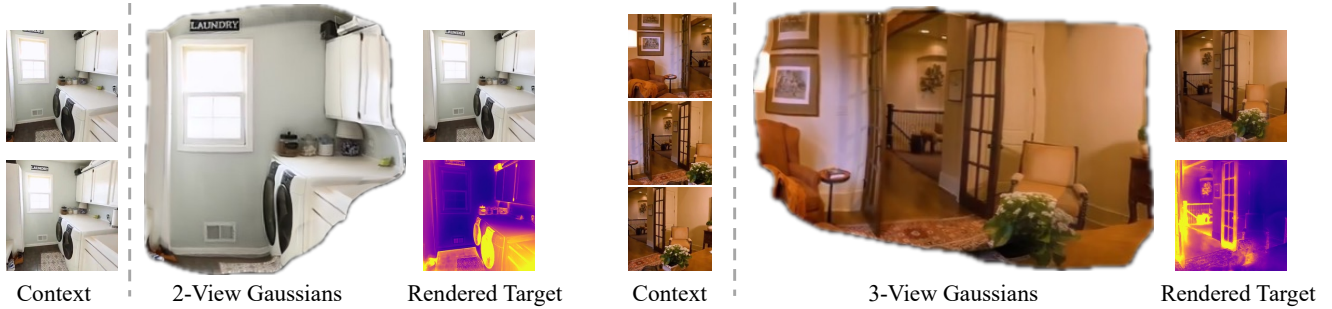 LAUNDRY
Context
2-View Gaussians
Rendered Target
Context
3-View Gaussians
Rendered Target